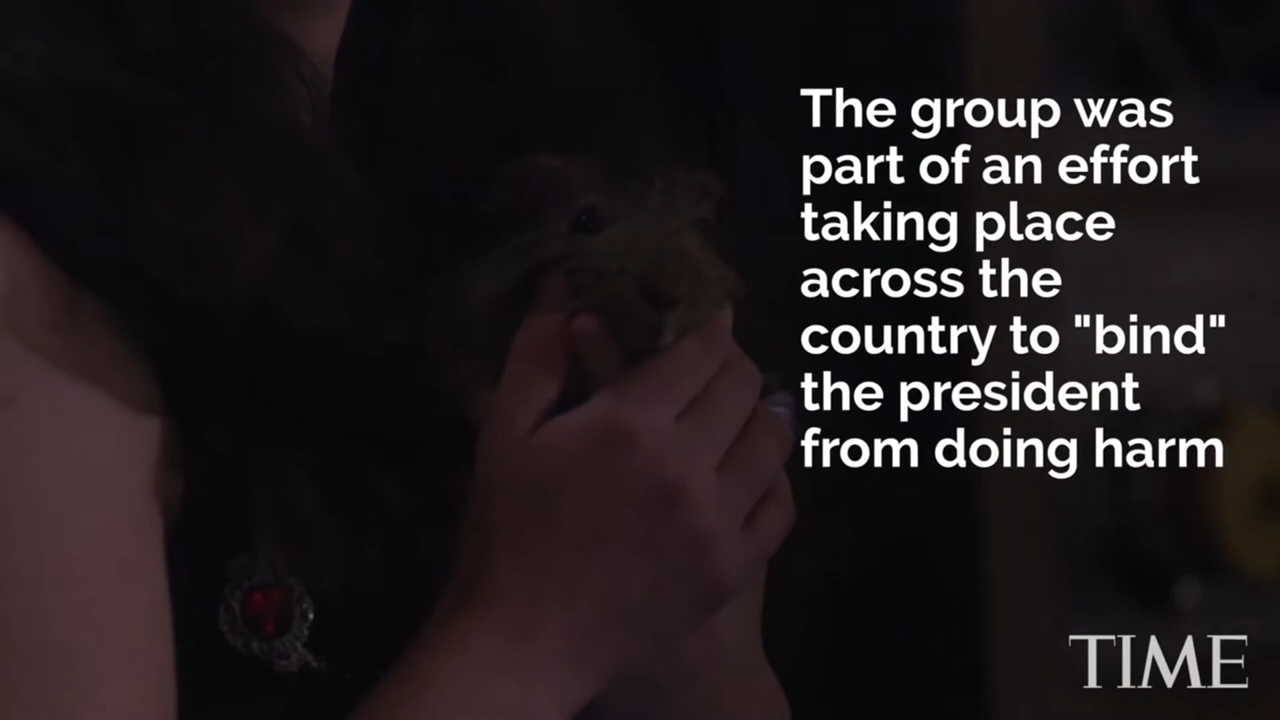 The group was
part of an effort
taking place
across the
country to "bind"
the president
from doing harm
TIME